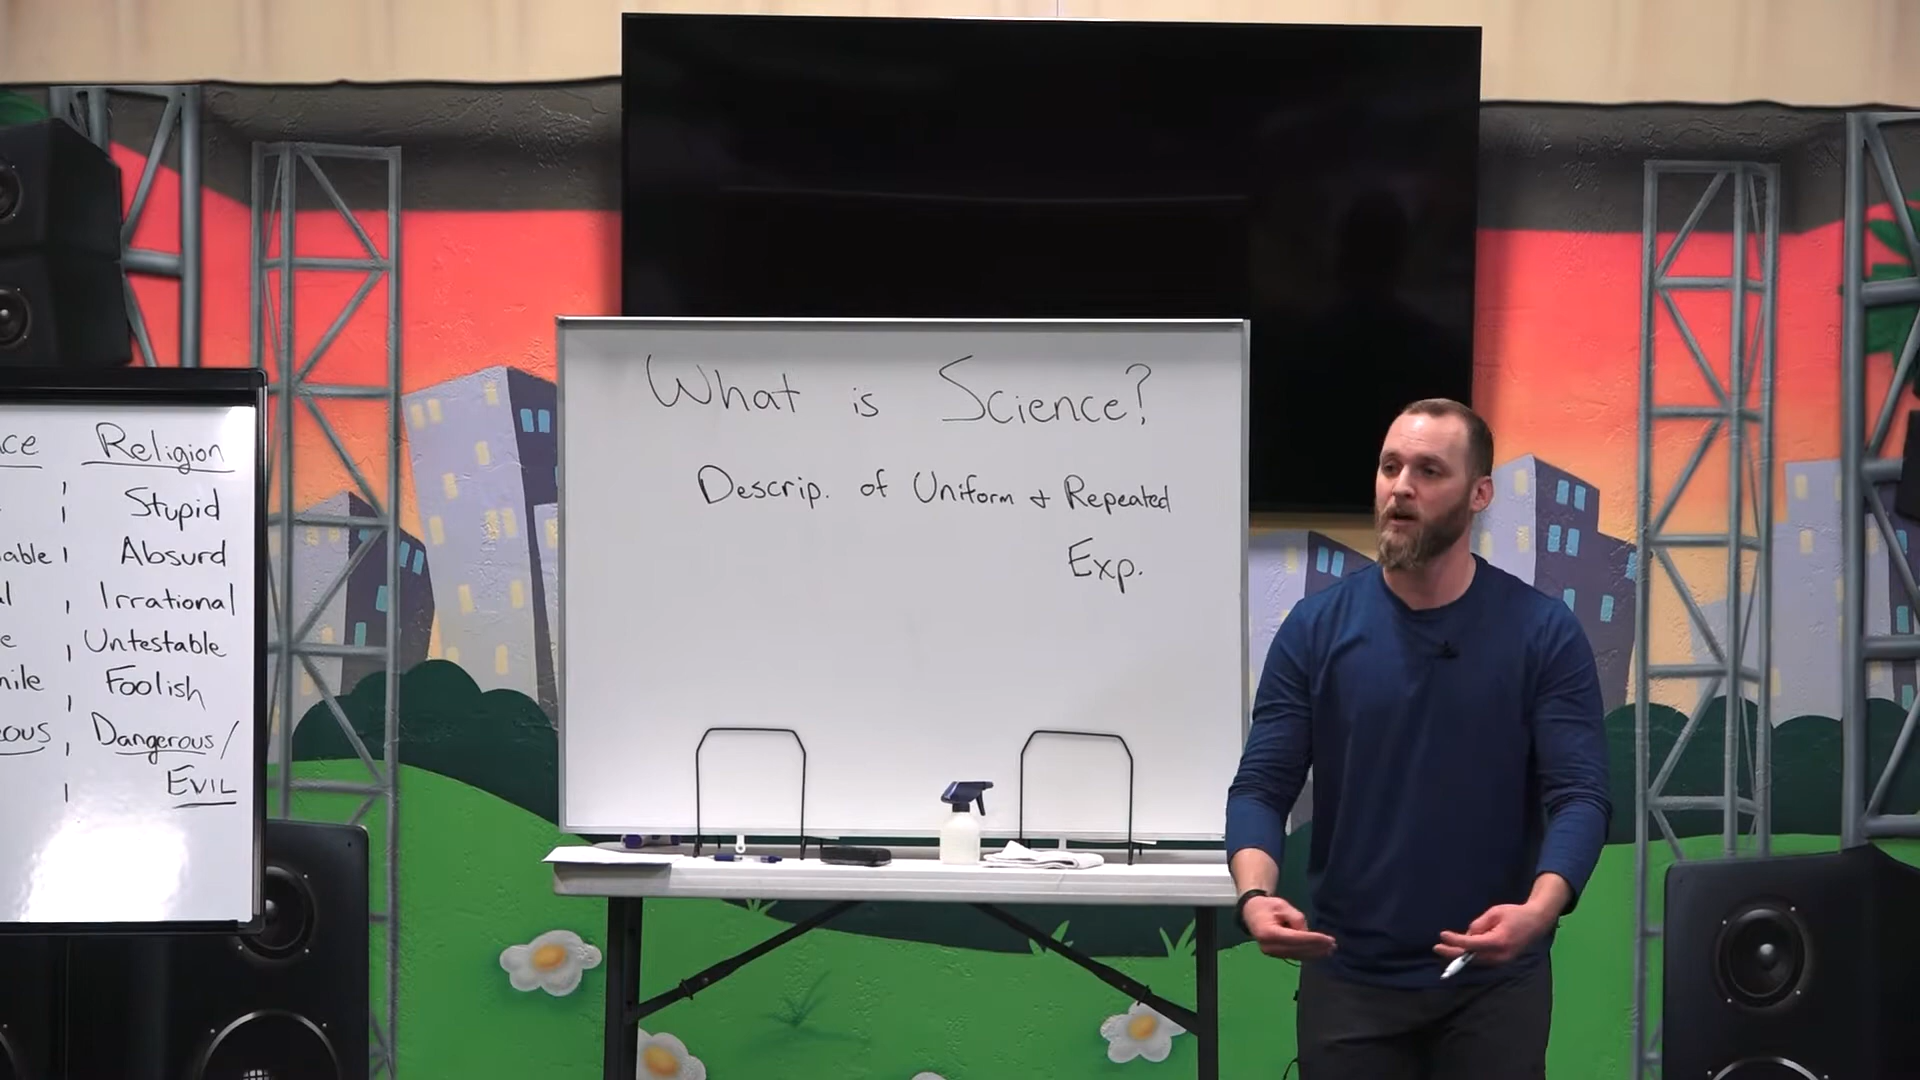 What is Science?
Descrip. of Uniform & Repeated
Exp.
Religion
Stupid
Absurd
Irrational
Untestable
Foolish
Dangerous/
EVIL